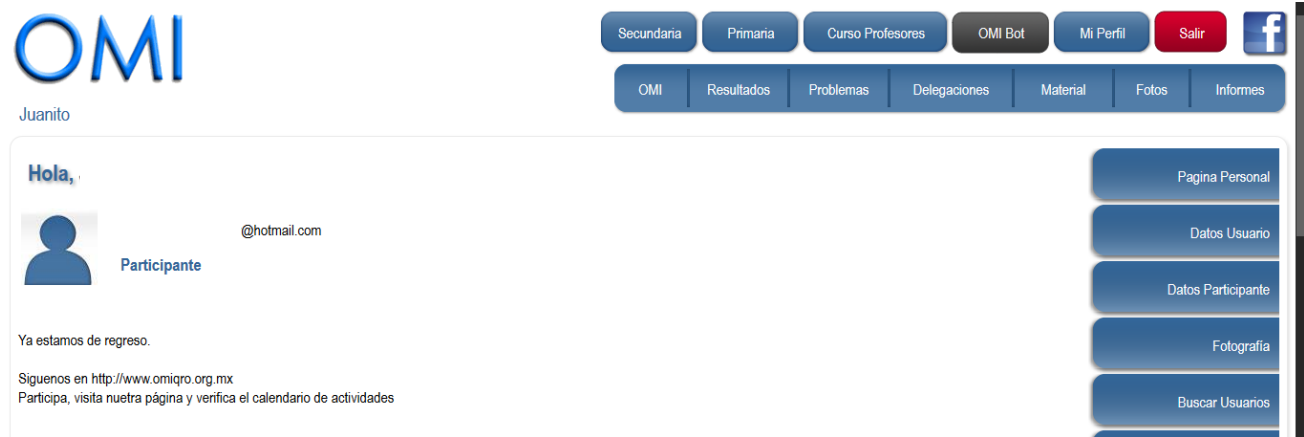 OMI
Secundaria Primaria Curso Profesores OMI Bot Mi Perfil Salir f
OMI Resultados Problemas Delegaciones Material Fotos Informes
Juanito
Hola,
@hotmail.com
Participante
Ya estamos de regreso.
Siguenos en http://www.omiqro.org.mx
Participa, visita nuetra página y verifica el calendario de actividades
Pagina Personal
Datos Usuario
Datos Participante
Fotografía
Buscar Usuarios